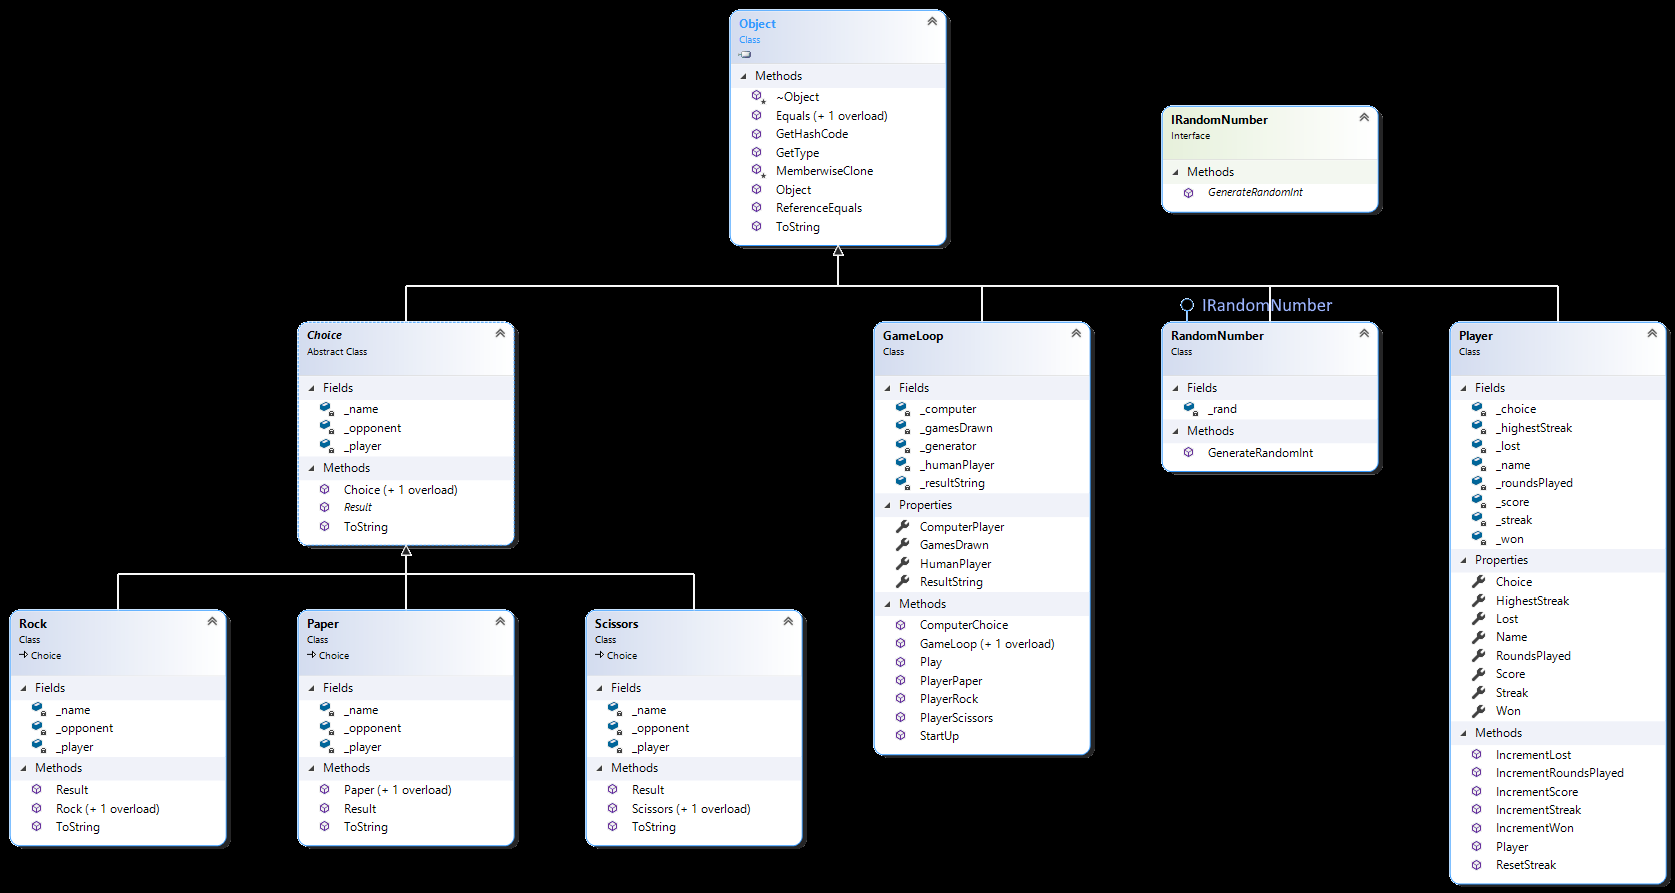 Object
Class
Methods
~Object
Equals (+ 1 overload)
GetHashCode
GetType
MemberwiseClone
Object
ReferenceEquals
ToString
IRandomNumber
Interface
Methods
GenerateRandomInt
Choice
Abstract Class
Fields
_name
_opponent
_player
Methods
Choice (+ 1 overload)
Result
ToString
GameLoop
Class
Fields
_computer
_gamesDrawn
_generator
_humanPlayer
_resultString
Properties
ComputerPlayer
GamesDrawn
HumanPlayer
ResultString
Methods
ComputerChoice
GameLoop (+ 1 overload)
Play
PlayerPaper
PlayerRock
PlayerScissors
StartUp
IRandomNumber
RandomNumber
Class
Fields
_rand
Methods
GenerateRandomInt
Player
Class
Fields
_choice
_highestStreak
_lost
_name
_roundsPlayed
_score
_streak
_won
Properties
Choice
HighestStreak
Lost
Name
RoundsPlayed
Score
Streak
Won
Methods
IncrementLost
IncrementRoundsPlayed
IncrementScore
IncrementStreak
IncrementWon
Player
ResetStreak
Rock
Class
Choice
Fields
_name
_opponent
_player
Methods
Result
Rock (+ 1 overload)
ToString
Paper
Class
Choice
Fields
_name
_opponent
_player
Methods
Paper (+ 1 overload)
Result
ToString
Scissors
Class
Choice
Fields
_name
_opponent
_player
Methods
Result
Scissors (+ 1 overload)
ToString